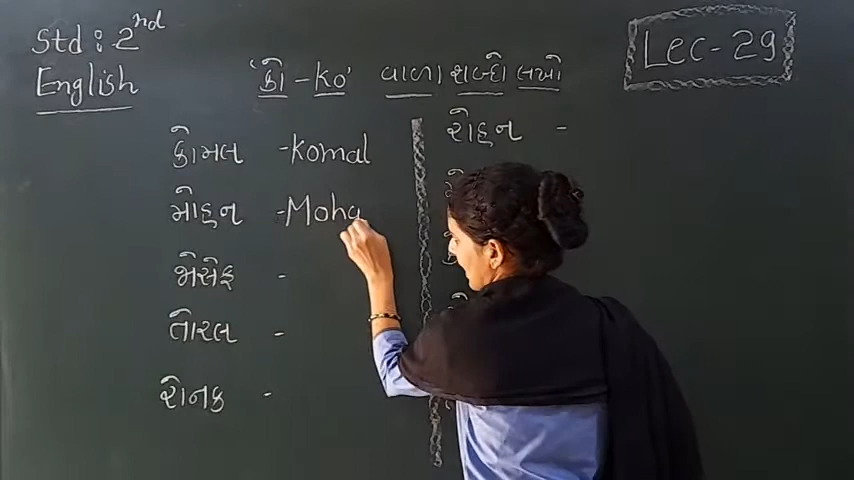 Std : 2nd
English
Lec - 29
'કો - ko' વાળા શબ્દો લખો
કોમલ - komal
મોહન - Moha
તોરલ -
રોનક -
રોહન -